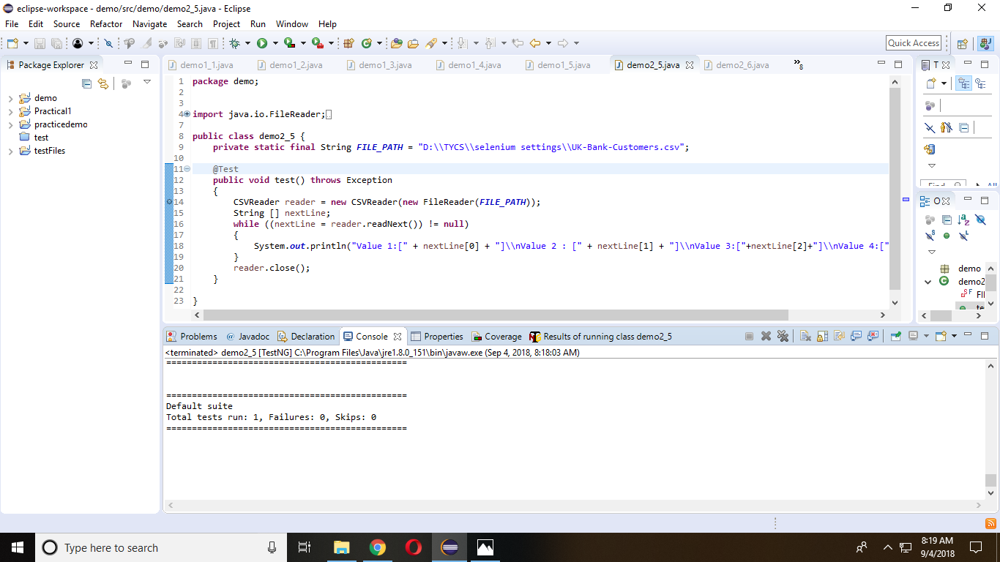 eclipse-workspace - demo/src/demo/demo2_5.java - Eclipse
File Edit Source Refactor Navigate Search Project Run Window Help
Quick Access
Package Explorer
demo
Practical1
practicedemo
test
testFiles
demo1_1.java demo1_2.java demo1_3.java demo1_4.java demo1_5.java demo2_5.java demo2_6.java »8
1 package demo;
2
3
4 import java.io.FileReader;
7
8 public class demo2_5 {
9 private static final String FILE_PATH = "D:\\TYCS\\selenium settings\\UK-Bank-Customers.csv";
10
11 @Test
12 public void test() throws Exception
13 {
14 CSVReader reader = new CSVReader(new FileReader(FILE_PATH));
15 String [] nextLine;
16 while ((nextLine = reader.readNext()) != null)
17 {
18 System.out.println("Value 1:[" + nextLine[0] + "]\\nValue 2 : [" + nextLine[1] + "]\\nValue 3:["+nextLine[2]+"]\\nValue 4:["
19 }
20 reader.close();
21 }
22
23 }
T
Find All
O
demo
demo2
S F FI
te
Problems @ Javadoc Declaration Console Properties Coverage Results of running class demo2_5
<terminated> demo2_5 [TestNG] C:\Program Files\Java\jre1.8.0_151\bin\javaw.exe (Sep 4, 2018, 8:18:03 AM)
===============================================
===============================================
Default suite
Total tests run: 1, Failures: 0, Skips: 0
===============================================
Type here to search
8:19 AM
9/4/2018